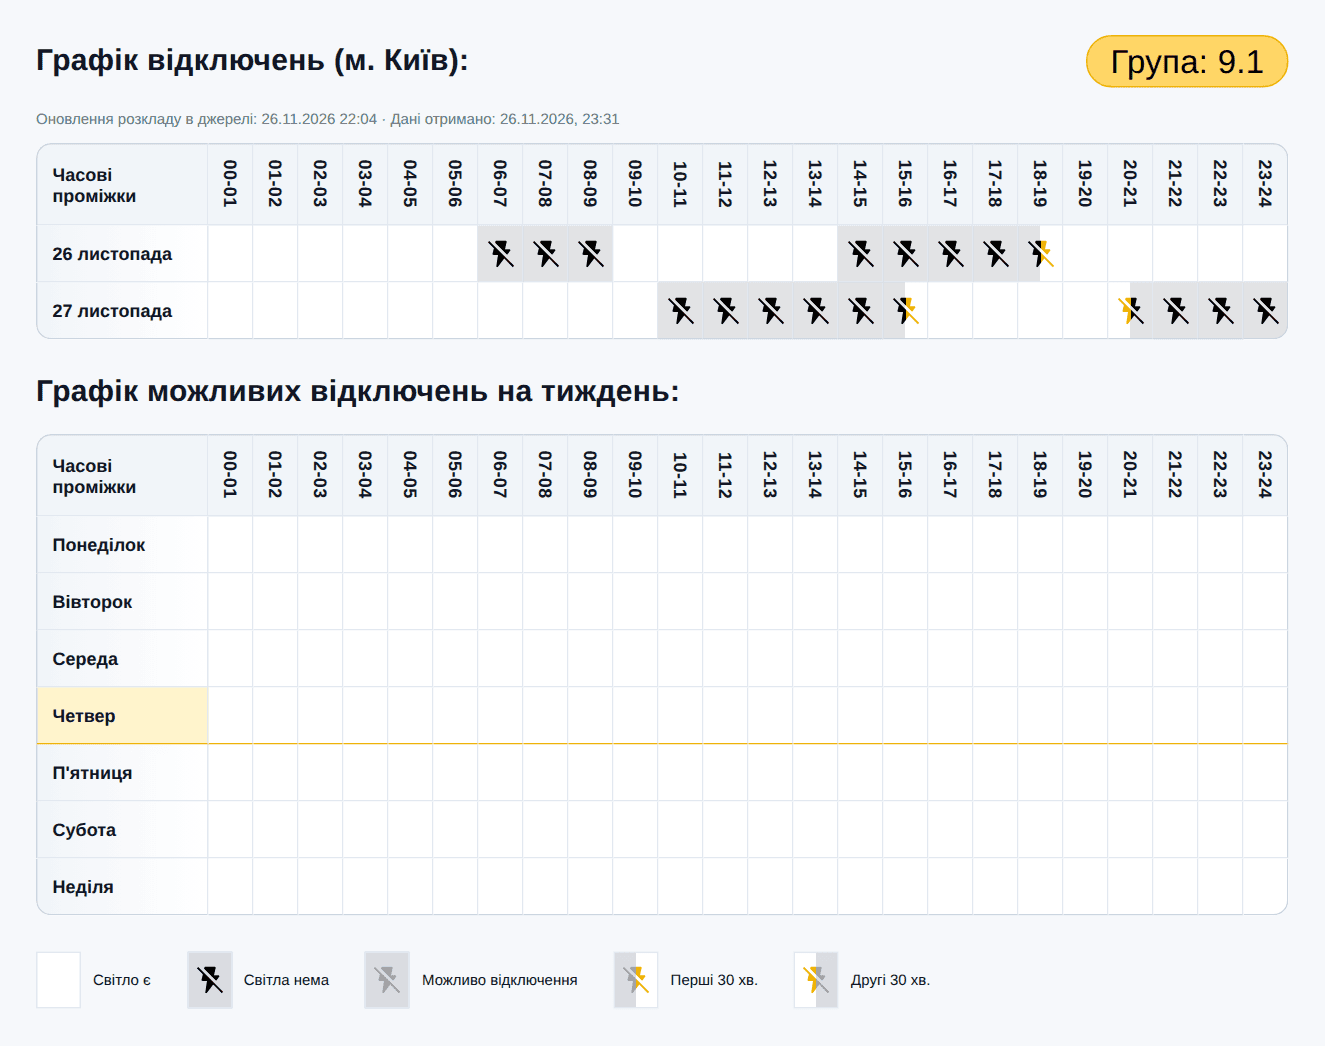 Графік відключень (м. Київ):
Група: 9.1
Оновлення розкладу в джерелі: 26.11.2026 22:04 · Дані отримано: 26.11.2026, 23:31
Часові проміжки 00-01 01-02 02-03 03-04 04-05 05-06 06-07 07-08 08-09 09-10 10-11 11-12 12-13 13-14 14-15 15-16 16-17 17-18 18-19 19-20 20-21 21-22 22-23 23-24
26 листопада
27 листопада
Графік можливих відключень на тиждень:
Часові проміжки 00-01 01-02 02-03 03-04 04-05 05-06 06-07 07-08 08-09 09-10 10-11 11-12 12-13 13-14 14-15 15-16 16-17 17-18 18-19 19-20 20-21 21-22 22-23 23-24
Понеділок
Вівторок
Середа
Четвер
П'ятниця
Субота
Неділя
Світло є Світла нема Можливо відключення Перші 30 хв. Другі 30 хв.